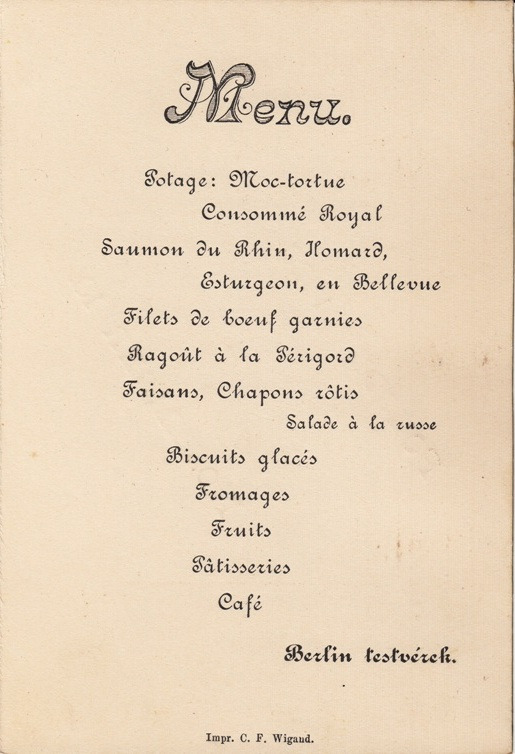 Menu.
Potage: Moc-tortue
Consommé Royal
Saumon du Rhin, Homard,
Esturgeon, en Bellevue
Filets de boeuf garnies
Ragoût à la Périgord
Faisans, Chapons rôtis
Salade à la russe
Biscuits glacés
Fromages
Fruits
Pâtisseries
Café
Berlin testvérek.
Impr. C. F. Wigand.